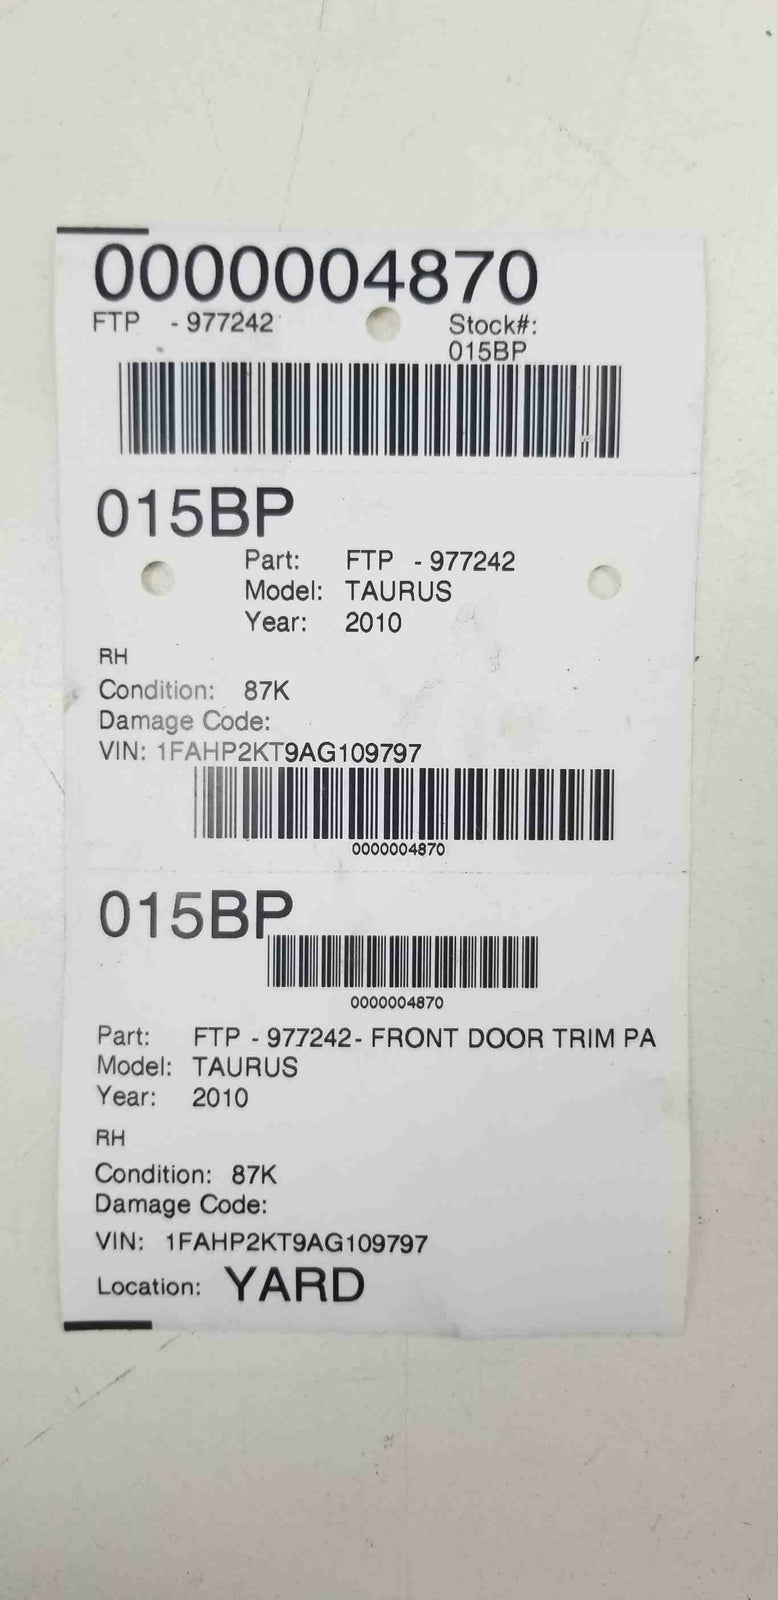 0000004870
FTP - 977242 Stock#:
015BP
015BP
Part: FTP - 977242
Model: TAURUS
Year: 2010
RH
Condition: 87K
Damage Code:
VIN: 1FAHP2KT9AG109797
0000004870
015BP
0000004870
Part: FTP - 977242- FRONT DOOR TRIM PA
Model: TAURUS
Year: 2010
RH
Condition: 87K
Damage Code:
VIN: 1FAHP2KT9AG109797
Location: YARD